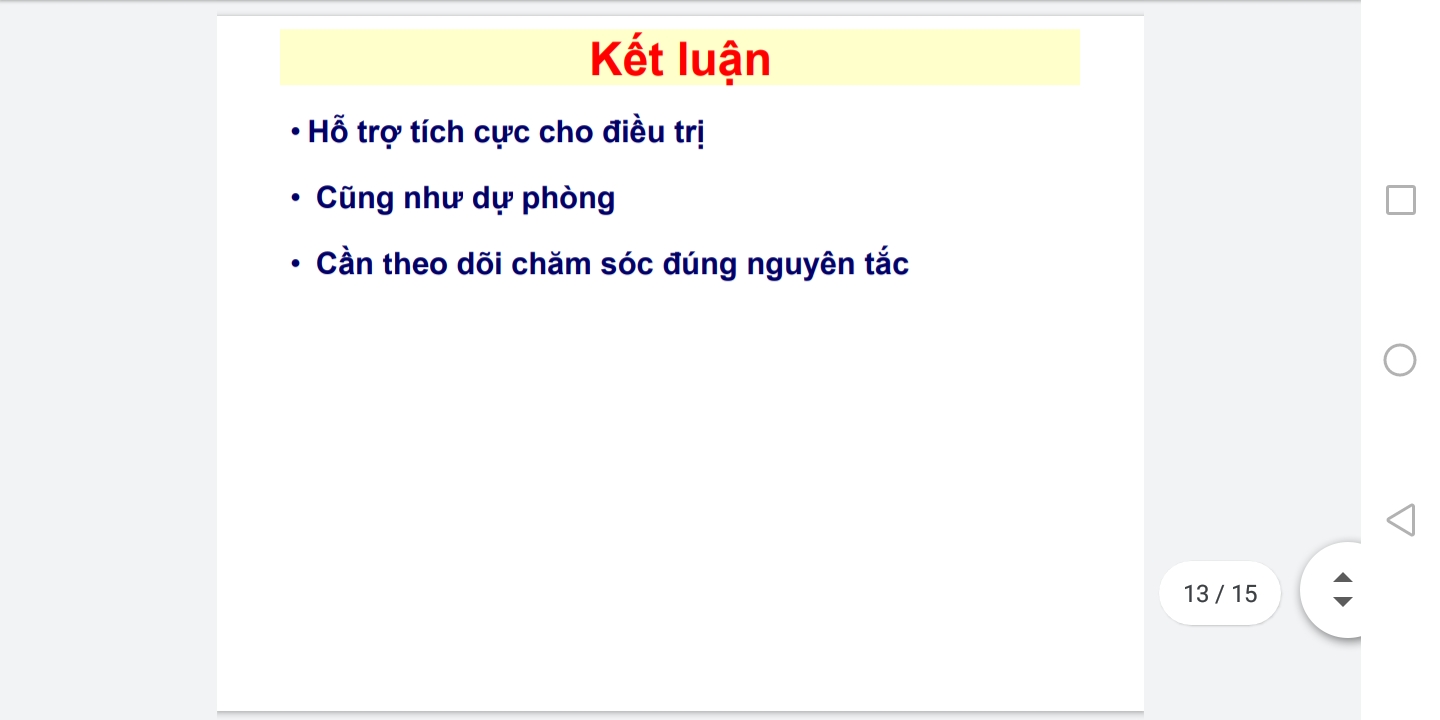 Kết luận
• Hỗ trợ tích cực cho điều trị
• Cũng như dự phòng
• Cần theo dõi chăm sóc đúng nguyên tắc
13 / 15